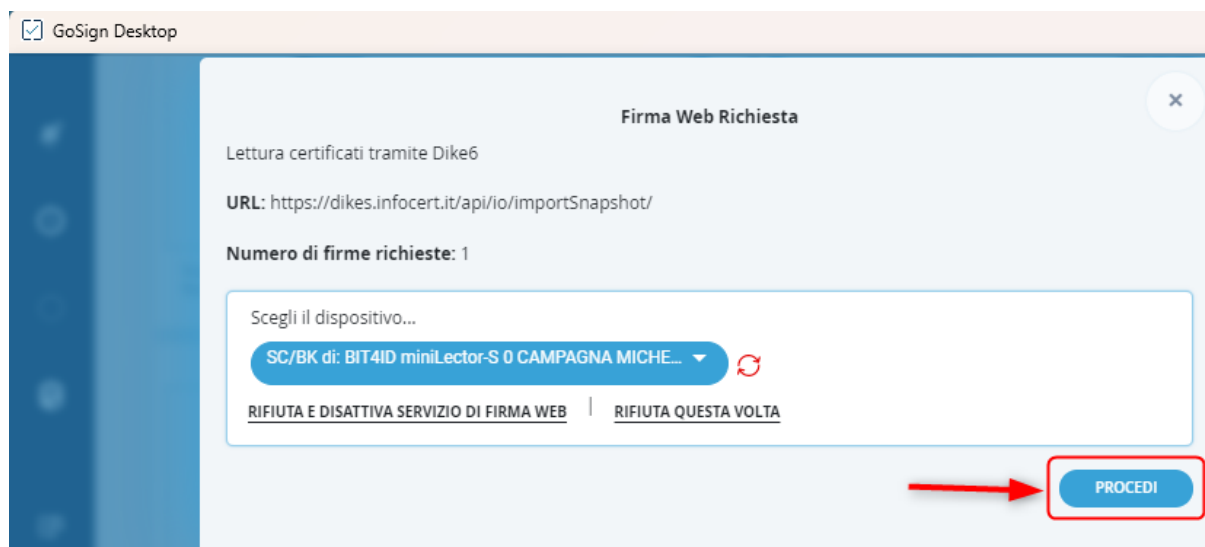 GoSign Desktop
Firma Web Richiesta
Lettura certificati tramite Dike6
URL: https://dikes.infocert.it/api/io/importSnapshot/
Numero di firme richieste: 1
Scegli il dispositivo...
SC/BK di: BIT4ID miniLector-S 0 CAMPAGNA MICHE...
RIFIUTA E DISATTIVA SERVIZIO DI FIRMA WEB | RIFIUTA QUESTA VOLTA
PROCEDI